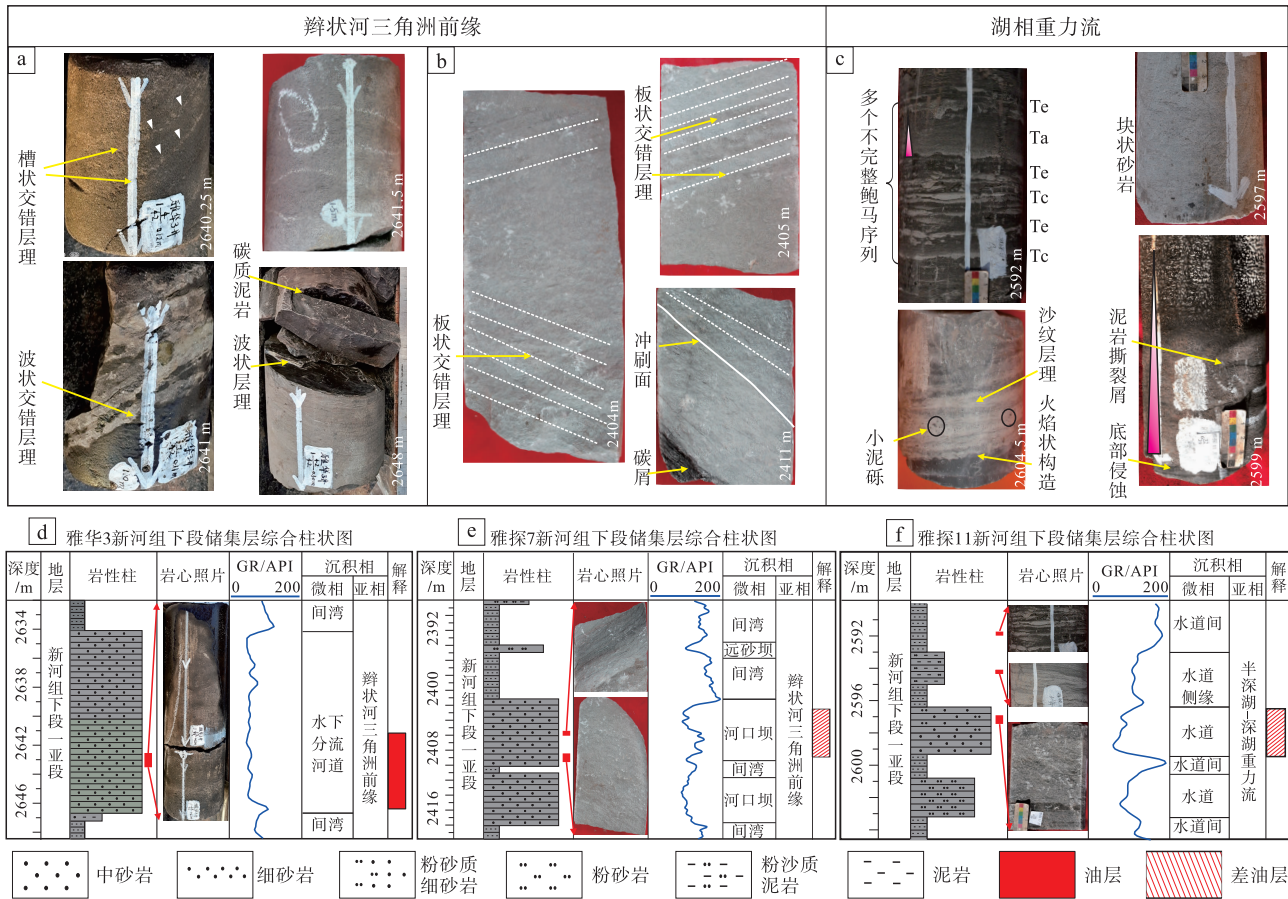 辫状河三角洲前缘
湖相重力流
a
槽状交错层理
2640.25 m
2641.5 m
碳质泥岩
波状层理
波状交错层理
2641 m
2648 m
b
板状交错层理
2404m
板状交错层理
2405 m
冲刷面
碳屑
2411 m
c
多个不完整鲍马序列
Te
Ta
Te
Tc
Te
Tc
2592 m
块状砂岩
2597 m
沙纹层理
火焰状构造
小泥砾
2604.5 m
泥岩撕裂屑
底部侵蚀
2599 m
d
雅华3新河组下段储集层综合柱状图
深度/m
地层
岩性柱
岩心照片
GR/API
0 200
沉积相
微相
亚相
解释
2634
2638
2642
2646
新河组下段一亚段
间湾
水下分流河道
间湾
辫状河三角洲前缘
e
雅探7新河组下段储集层综合柱状图
深度/m
地层
岩性柱
岩心照片
GR/API
0 200
沉积相
微相
亚相
解释
2392
2400
2408
2416
新河组下段一亚段
间湾
远砂坝
间湾
河口坝
间湾
河口坝
间湾
辫状河三角洲前缘
f
雅探11新河组下段储集层综合柱状图
深度/m
地层
岩性柱
岩心照片
GR/API
0 200
沉积相
微相
亚相
解释
2592
2596
2600
新河组下段一亚段
水道间
水道侧缘
水道
水道间
水道
水道间
半深湖–深湖重力流
中砂岩
细砂岩
粉砂质细砂岩
粉砂岩
粉沙质泥岩
泥岩
油层
差油层